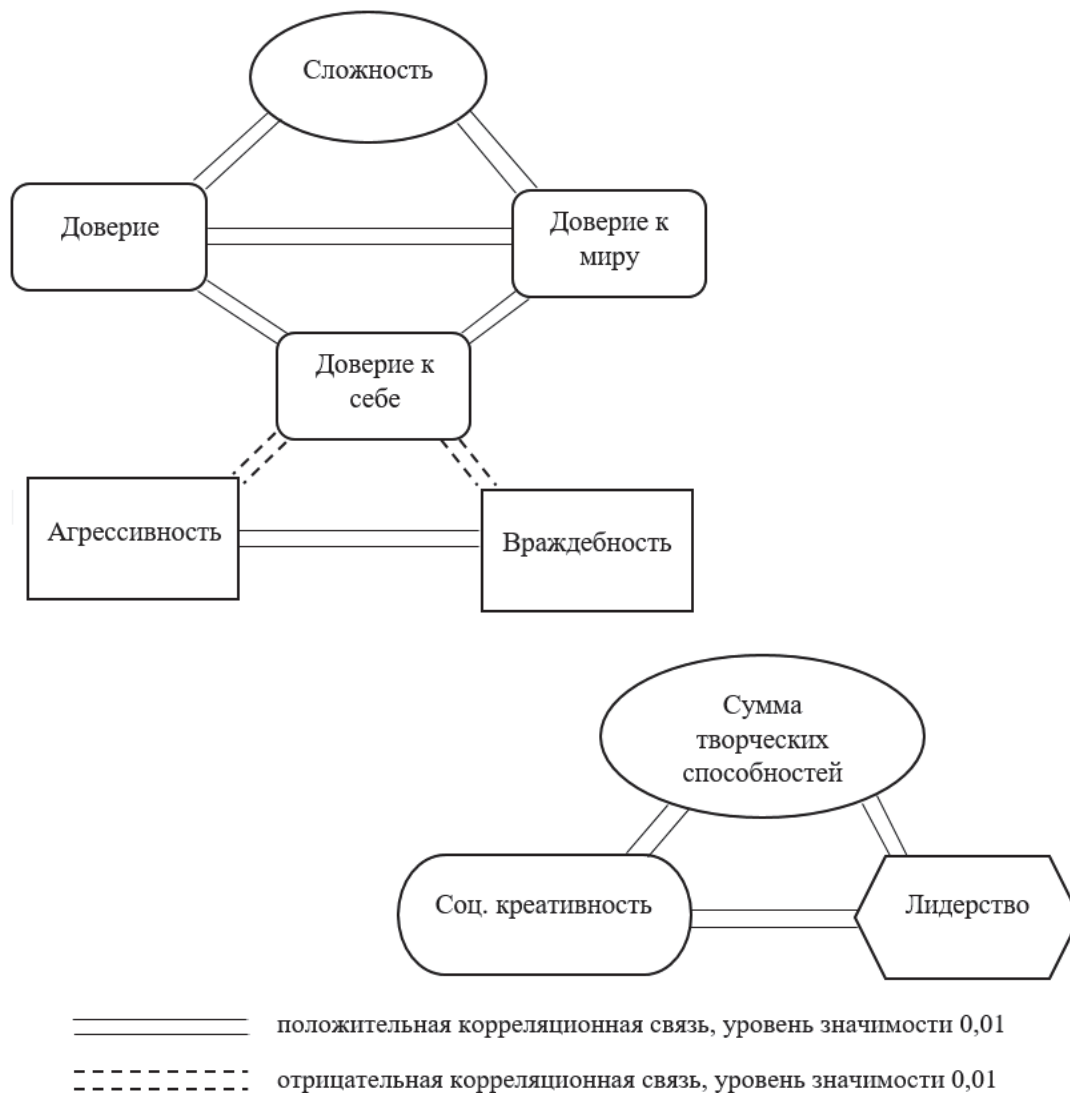 Сложность
Доверие
Доверие к
миру
Доверие к
себе
Агрессивность
Враждебность
Сумма
творческих
способностей
Соц. креативность
Лидерство
положительная корреляционная связь, уровень значимости 0,01
отрицательная корреляционная связь, уровень значимости 0,01